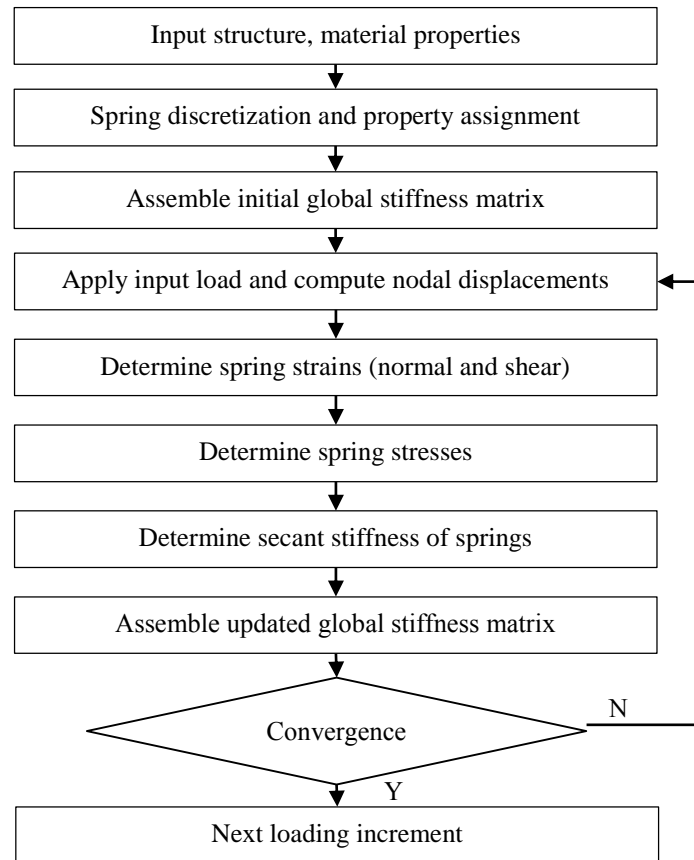 Input structure, material properties
Spring discretization and property assignment
Assemble initial global stiffness matrix
Apply input load and compute nodal displacements
Determine spring strains (normal and shear)
Determine spring stresses
Determine secant stiffness of springs
Assemble updated global stiffness matrix
Convergence
N
Y
Next loading increment